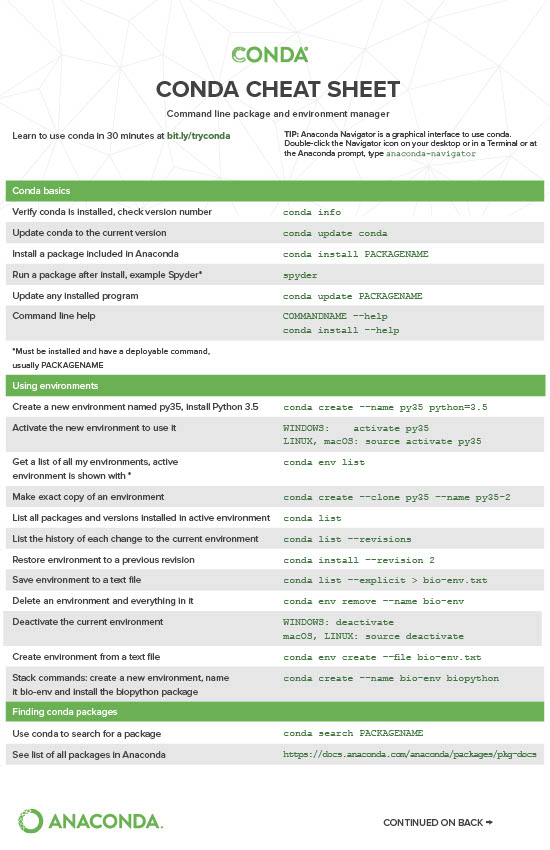 CONDA
CONDA CHEAT SHEET
Command line package and environment manager
Learn to use conda in 30 minutes at bit.ly/tryconda
TIP: Anaconda Navigator is a graphical interface to use conda.
Double-click the Navigator icon on your desktop or in a Terminal or at
the Anaconda prompt, type anaconda-navigator
Conda basics
Verify conda is installed, check version number conda info
Update conda to the current version conda update conda
Install a package included in Anaconda conda install PACKAGENAME
Run a package after install, example Spyder* spyder
Update any installed program conda update PACKAGENAME
Command line help COMMANDNAME --help
conda install --help
*Must be installed and have a deployable command,
usually PACKAGENAME
Using environments
Create a new environment named py35, install Python 3.5 conda create --name py35 python=3.5
Activate the new environment to use it WINDOWS: activate py35
LINUX, macOS: source activate py35
Get a list of all my environments, active conda env list
environment is shown with *
Make exact copy of an environment conda create --clone py35 --name py35-2
List all packages and versions installed in active environment conda list
List the history of each change to the current environment conda list --revisions
Restore environment to a previous revision conda install --revision 2
Save environment to a text file conda list --explicit > bio-env.txt
Delete an environment and everything in it conda env remove --name bio-env
Deactivate the current environment WINDOWS: deactivate
macOS, LINUX: source deactivate
Create environment from a text file conda env create --file bio-env.txt
Stack commands: create a new environment, name conda create --name bio-env biopython
it bio-env and install the biopython package
Finding conda packages
Use conda to search for a package conda search PACKAGENAME
See list of all packages in Anaconda https://docs.anaconda.com/anaconda/packages/pkg-docs
ANACONDA.
CONTINUED ON BACK →